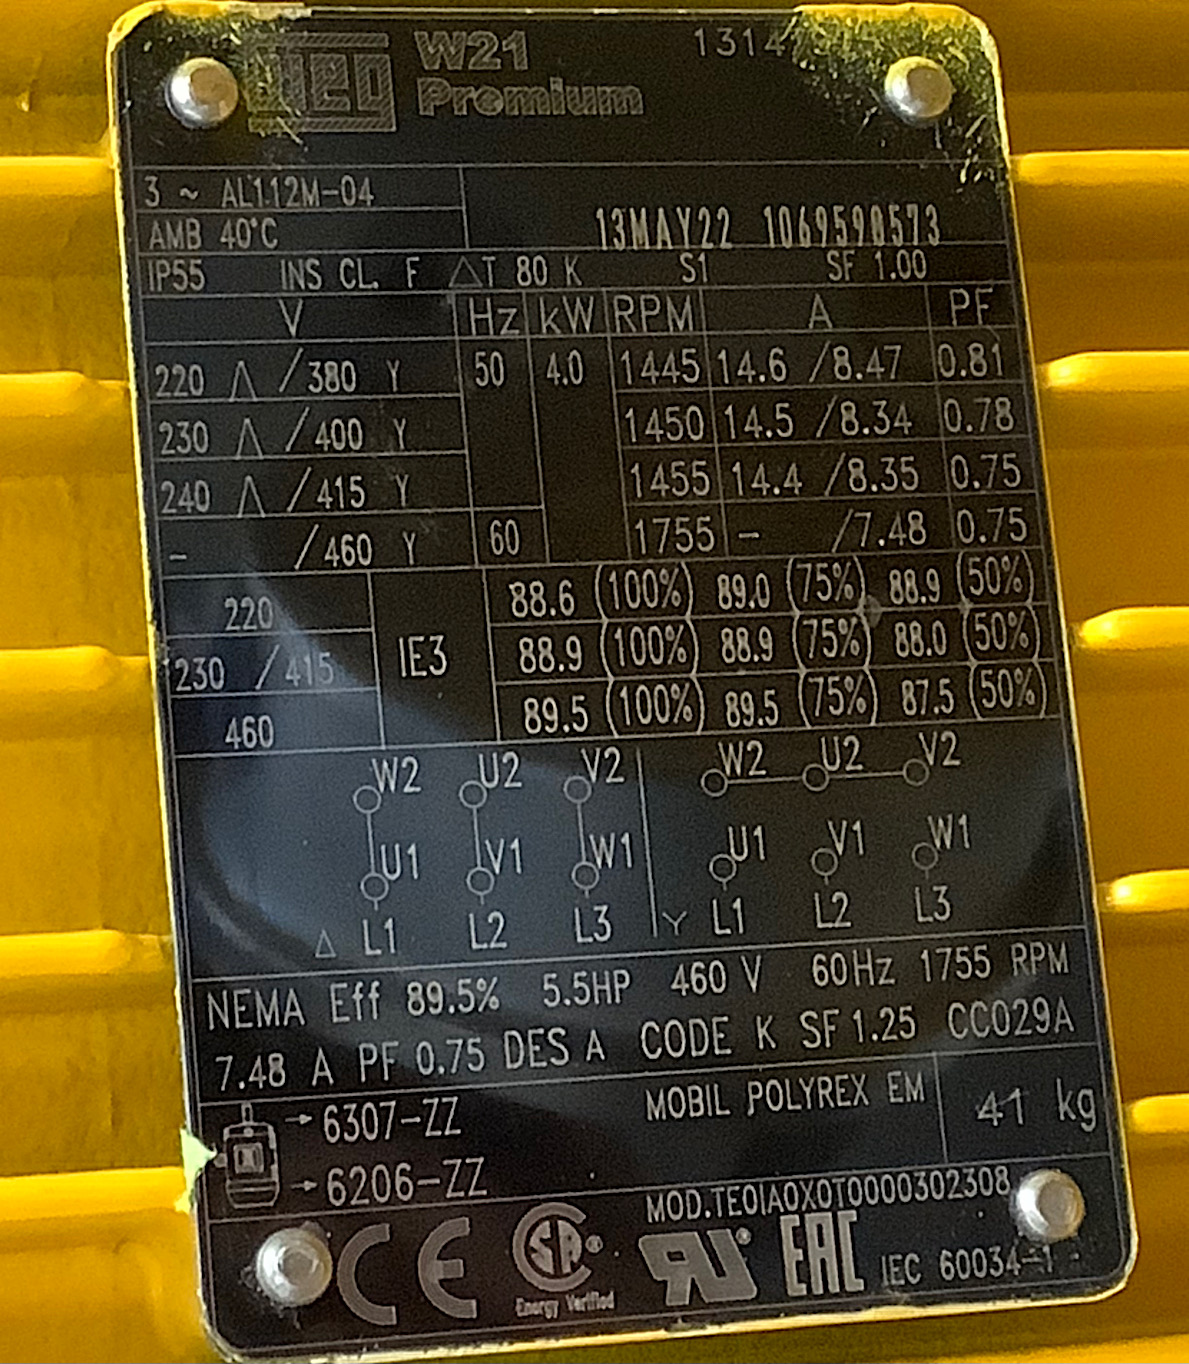 WEG W21
Premium
3 ~ AL112M-04
AMB 40°C
13MAY22 1069590573
IP55 INS CL. F △T 80 K S1 SF 1.00
V Hz kW RPM A PF
220 △ /380 Y 50 4.0 1445 14.6 /8.47 0.81
230 △ /400 Y 1450 14.5 /8.34 0.78
240 △ /415 Y 1455 14.4 /8.35 0.75
- /460 Y 60 1755 - /7.48 0.75
220 88.6 (100%) 89.0 (75%) 88.9 (50%)
230 /415 IE3 88.9 (100%) 88.9 (75%) 88.0 (50%)
460 89.5 (100%) 89.5 (75%) 87.5 (50%)
W2 U2 V2 W2 U2 V2
U1 V1 W1 U1 V1 W1
△ L1 L2 L3 Y L1 L2 L3
NEMA Eff 89.5% 5.5HP 460 V 60Hz 1755 RPM
7.48 A PF 0.75 DES A CODE K SF 1.25 CC029A
→ 6307-ZZ MOBIL POLYREX EM 41 kg
→ 6206-ZZ
MOD.TE01A0X0T0000302308
CE SA Energy Verified RU EAC IEC 60034-1